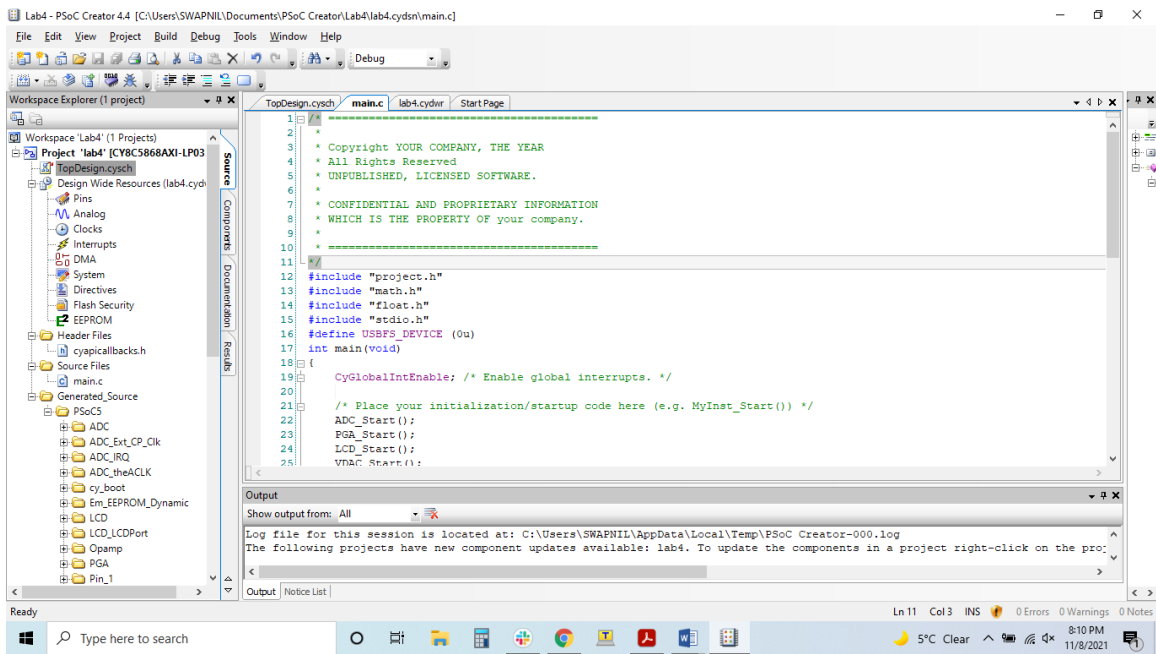 Lab4 - PSoC Creator 4.4 [C:\Users\SWAPNIL\Documents\PSoC Creator\Lab4\lab4.cydsn\main.c]
File Edit View Project Build Debug Tools Window Help
Debug
Workspace Explorer (1 project)
Workspace 'Lab4' (1 Projects)
Project 'lab4' [CY8C5868AXI-LP03
TopDesign.cysch
Design Wide Resources (lab4.cydw
Pins
Analog
Clocks
Interrupts
DMA
System
Directives
Flash Security
EEPROM
Header Files
cyapicallbacks.h
Source Files
main.c
Generated_Source
PSoC5
ADC
ADC_Ext_CP_Clk
ADC_IRQ
ADC_theACLK
cy_boot
Em_EEPROM_Dynamic
LCD
LCD_LCDPort
Opamp
PGA
Pin_1
Source
Components
Documentation
Results
TopDesign.cysch main.c lab4.cydwr Start Page
1 /* ========================================
2 *
3 * Copyright YOUR COMPANY, THE YEAR
4 * All Rights Reserved
5 * UNPUBLISHED, LICENSED SOFTWARE.
6 *
7 * CONFIDENTIAL AND PROPRIETARY INFORMATION
8 * WHICH IS THE PROPERTY OF your company.
9 *
10 * ========================================
11 */
12 #include "project.h"
13 #include "math.h"
14 #include "float.h"
15 #include "stdio.h"
16 #define USBFS_DEVICE (0u)
17 int main(void)
18 {
19 CyGlobalIntEnable; /* Enable global interrupts. */
20
21 /* Place your initialization/startup code here (e.g. MyInst_Start()) */
22 ADC_Start();
23 PGA_Start();
24 LCD_Start();
25 VDAC_Start();
Output
Show output from: All
Log file for this session is located at: C:\Users\SWAPNIL\AppData\Local\Temp\PSoC Creator-000.log
The following projects have new component updates available: lab4. To update the components in a project right-click on the proj
Output Notice List
Ready
Ln 11 Col 3 INS 0 Errors 0 Warnings 0 Notes
Type here to search
5°C Clear
8:10 PM
11/8/2021